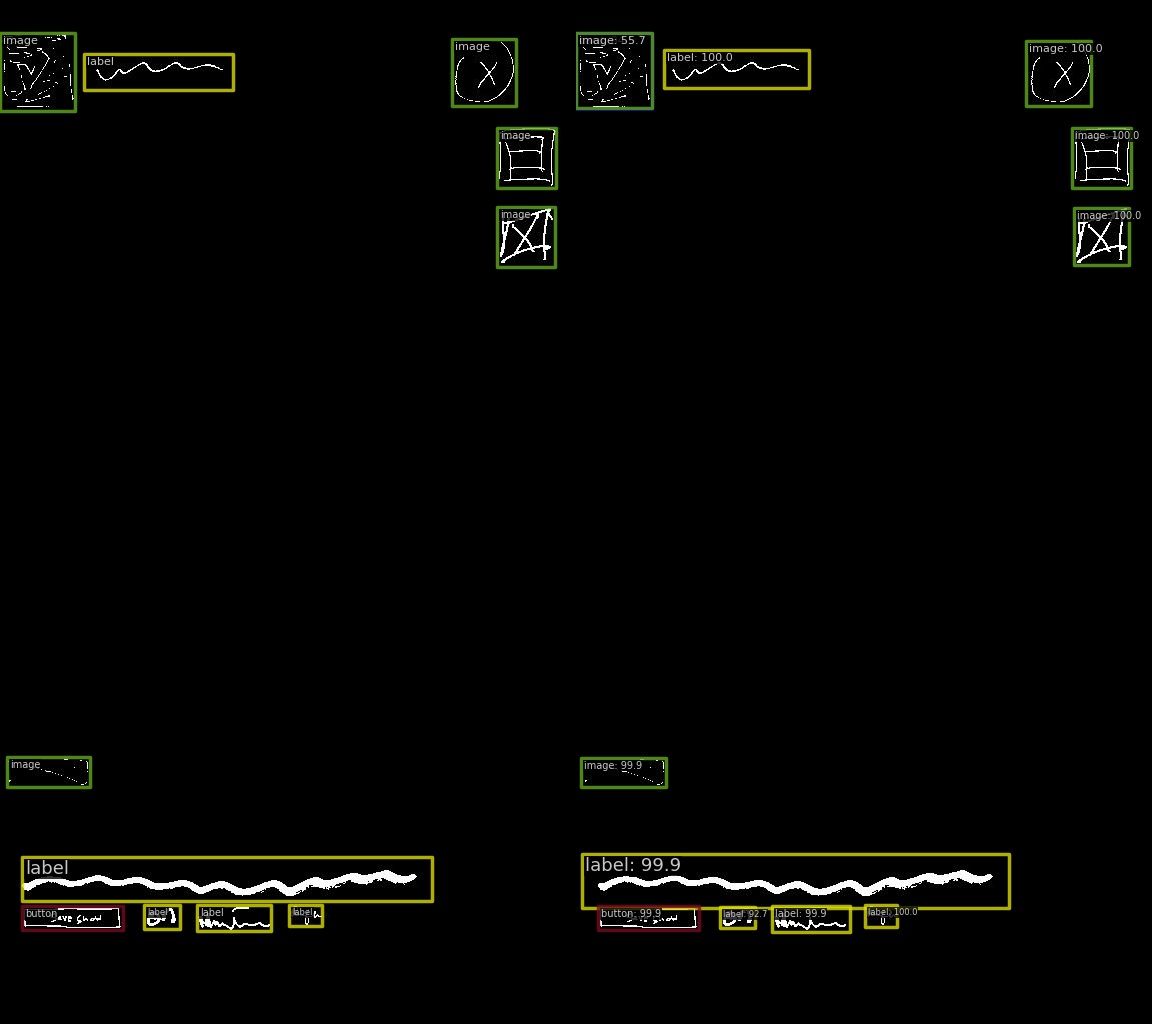 image image: 55.7
label label: 100.0
image image: 100.0
image image: 100.0
image image: 100.0
image image: 99.9
label label: 99.9
button label label label button: 99.9 label: 92.7 label: 99.9 label: 100.0